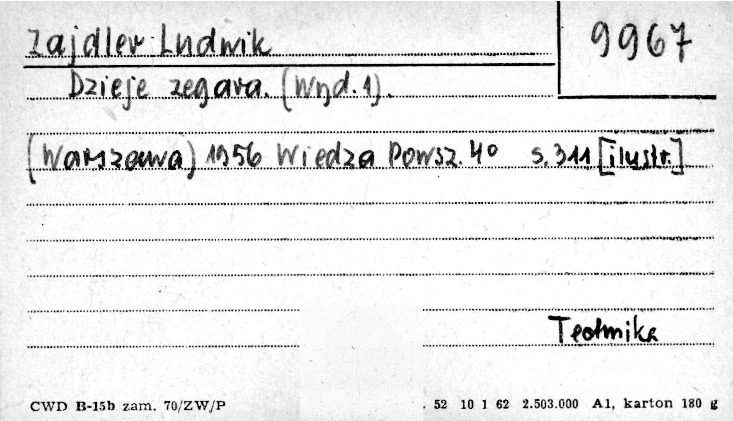 Zajdler Ludwik
9967
Dzieje zegara. (Wyd. 1).
(Warszawa) 1956 Wiedza Powsz. 4° s. 311 [ilustr.]
Technika
CWD B-15b zam. 70/ZW/P
. 52 10 1 62 2.503.000 A1, karton 180 g